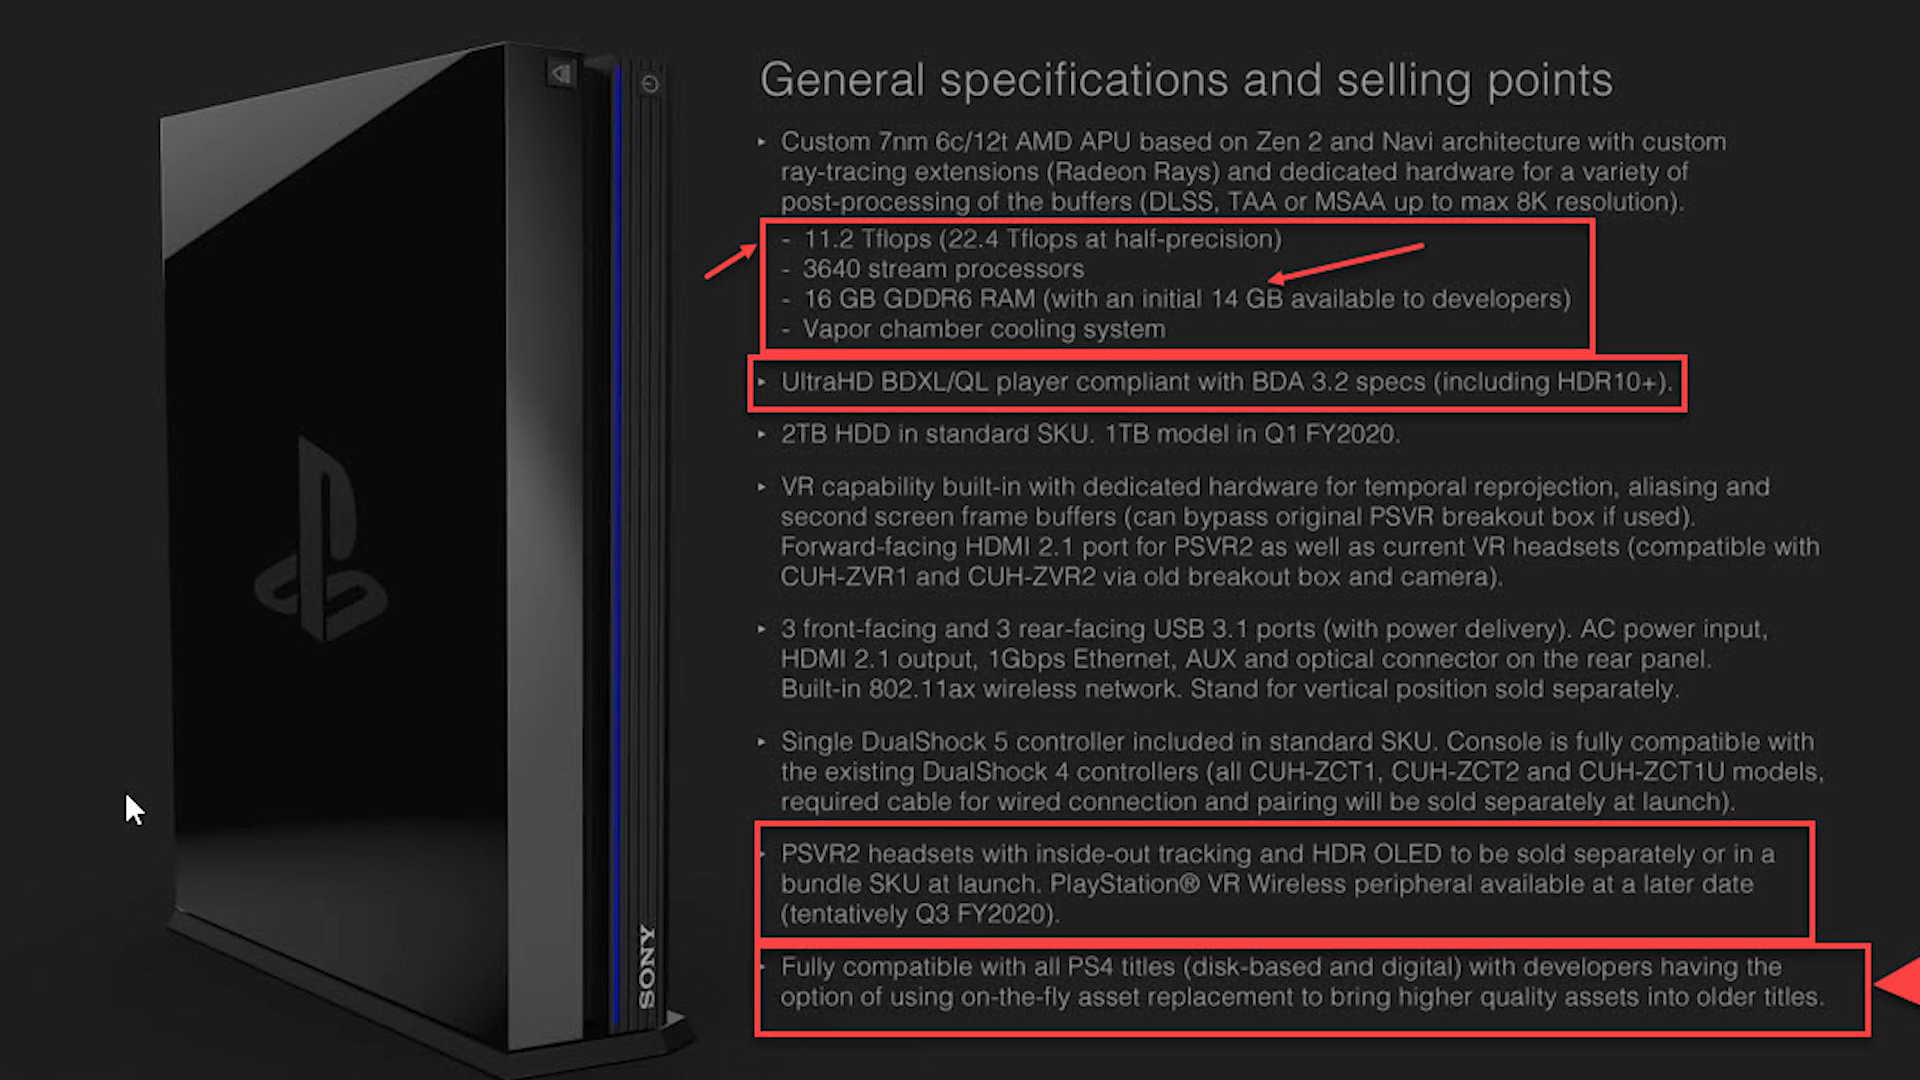 General specifications and selling points
‣ Custom 7nm 6c/12t AMD APU based on Zen 2 and Navi architecture with custom
ray-tracing extensions (Radeon Rays) and dedicated hardware for a variety of
post-processing of the buffers (DLSS, TAA or MSAA up to max 8K resolution).
- 11.2 Tflops (22.4 Tflops at half-precision)
- 3640 stream processors
- 16 GB GDDR6 RAM (with an initial 14 GB available to developers)
- Vapor chamber cooling system
‣ UltraHD BDXL/QL player compliant with BDA 3.2 specs (including HDR10+).
‣ 2TB HDD in standard SKU. 1TB model in Q1 FY2020.
‣ VR capability built-in with dedicated hardware for temporal reprojection, aliasing and
second screen frame buffers (can bypass original PSVR breakout box if used).
Forward-facing HDMI 2.1 port for PSVR2 as well as current VR headsets (compatible with
CUH-ZVR1 and CUH-ZVR2 via old breakout box and camera).
‣ 3 front-facing and 3 rear-facing USB 3.1 ports (with power delivery). AC power input,
HDMI 2.1 output, 1Gbps Ethernet, AUX and optical connector on the rear panel.
Built-in 802.11ax wireless network. Stand for vertical position sold separately.
‣ Single DualShock 5 controller included in standard SKU. Console is fully compatible with
the existing DualShock 4 controllers (all CUH-ZCT1, CUH-ZCT2 and CUH-ZCT1U models,
required cable for wired connection and pairing will be sold separately at launch).
‣ PSVR2 headsets with inside-out tracking and HDR OLED to be sold separately or in a
bundle SKU at launch. PlayStation® VR Wireless peripheral available at a later date
(tentatively Q3 FY2020).
‣ Fully compatible with all PS4 titles (disk-based and digital) with developers having the
option of using on-the-fly asset replacement to bring higher quality assets into older titles.
SONY